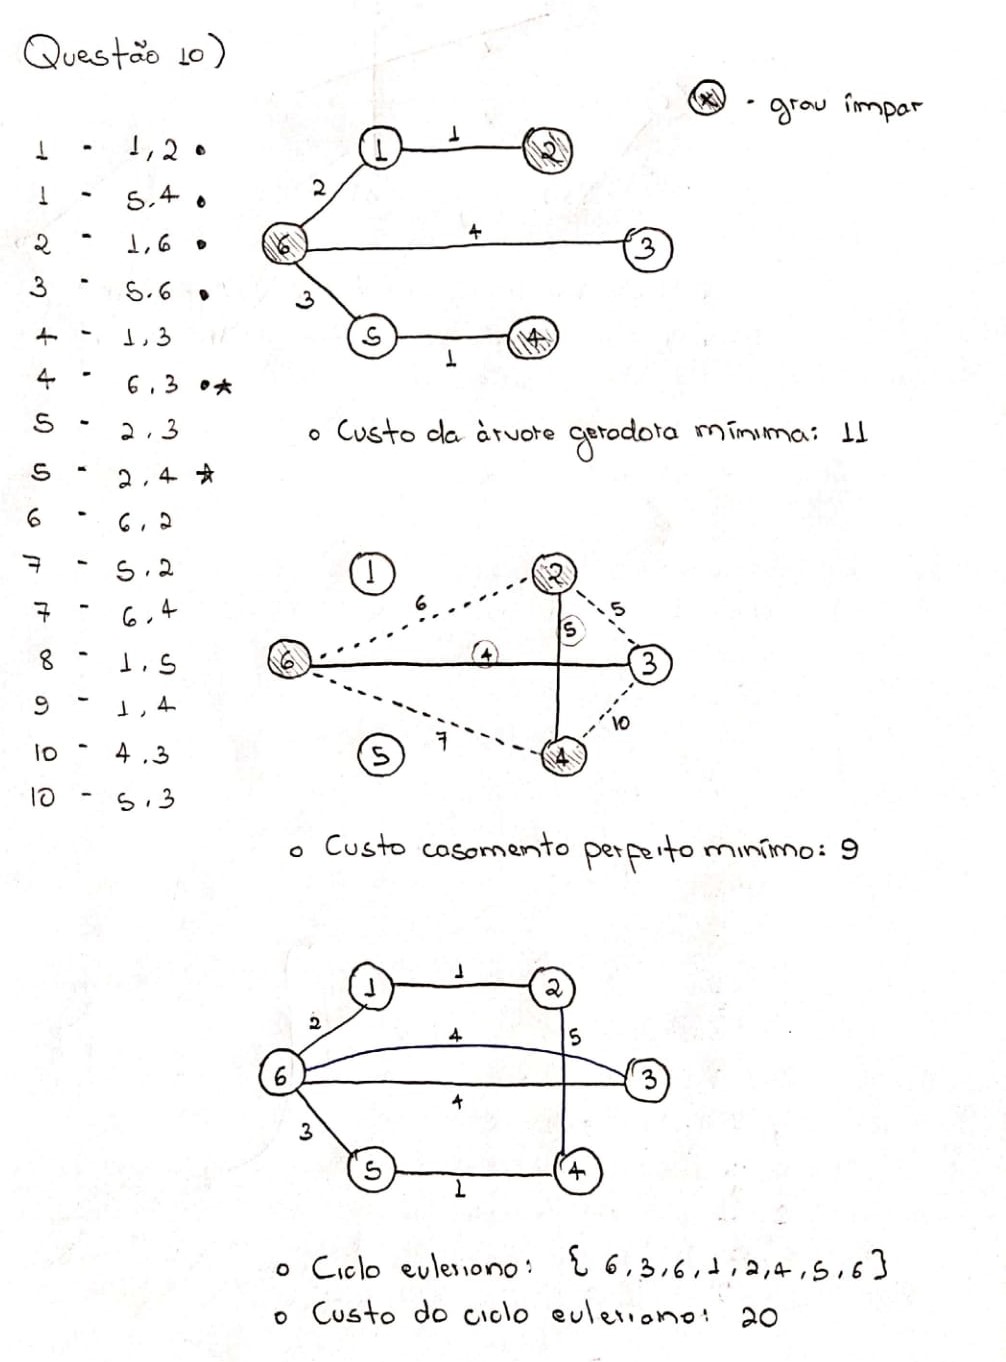 Questão 10)
* - grau ímpar
1 - 1,2 •
1 - 5.4 •
2 - 1,6 •
3 - 5.6 •
4 - 1,3
4 - 6,3 •★
5 - 2,3
5 - 2,4 ★
6 - 6,2
7 - 5.2
7 - 6,4
8 - 1,5
9 - 1,4
10 - 4.3
10 - 5,3
1 1 2
2
6 4 3
3
5 1 4
o Custo da àrvore geradora mínima: 11
1 2
6 5
5
6 4 3
7 10
5 4
o Custo casamento perfeito minímo: 9
1 1 2
2 4 5
6 3
4
3
5 1 4
o Ciclo euleriano: { 6,3,6,1,2,4,5,6}
o Custo do ciclo euleriano: 20